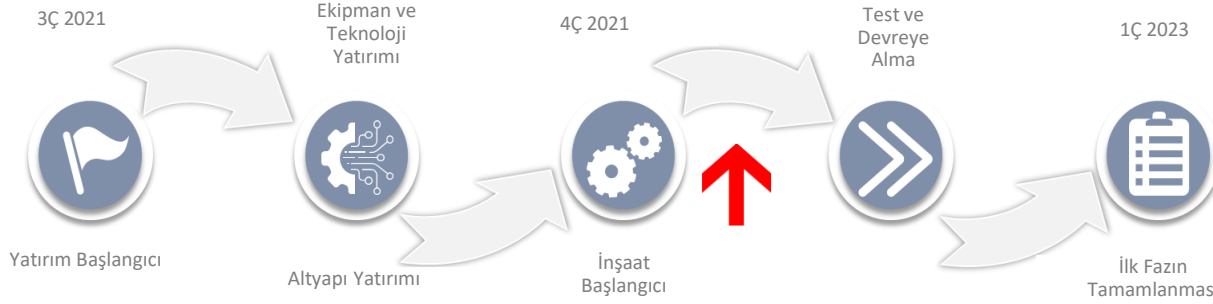 3Ç 2021
Ekipman ve
Teknoloji
Yatırımı
4Ç 2021
Test ve
Devreye
Alma
1Ç 2023
Yatırım Başlangıcı
Altyapı Yatırımı
İnşaat
Başlangıcı
İlk Fazın
Tamamlanmas